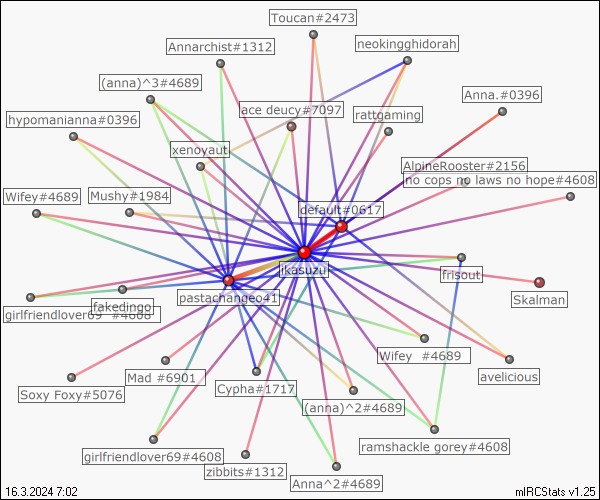 Toucan#2473
Annarchist#1312
neokingghidorah
(anna)^3#4689
Anna.#0396
ace deucy#7097
rattgaming
hypomanianna#0396
xenoyaut
AlpineRooster#2156
no cops no laws no hope#4608
Wifey#4689
Mushy#1984
default#0617
jikasuzuf
frisout
pastachangeo41
Skalman
fakedingo
girlfriendlover69 #4608
Wifey #4689
Mad #6901
avelicious
Soxy Foxy#5076
Cypha#1717
(anna)^2#4689
girlfriendlover69#4608
ramshackle gorey#4608
zibbits#1312
Anna^2#4689
16.3.2024 7:02
mIRCStats v1.25